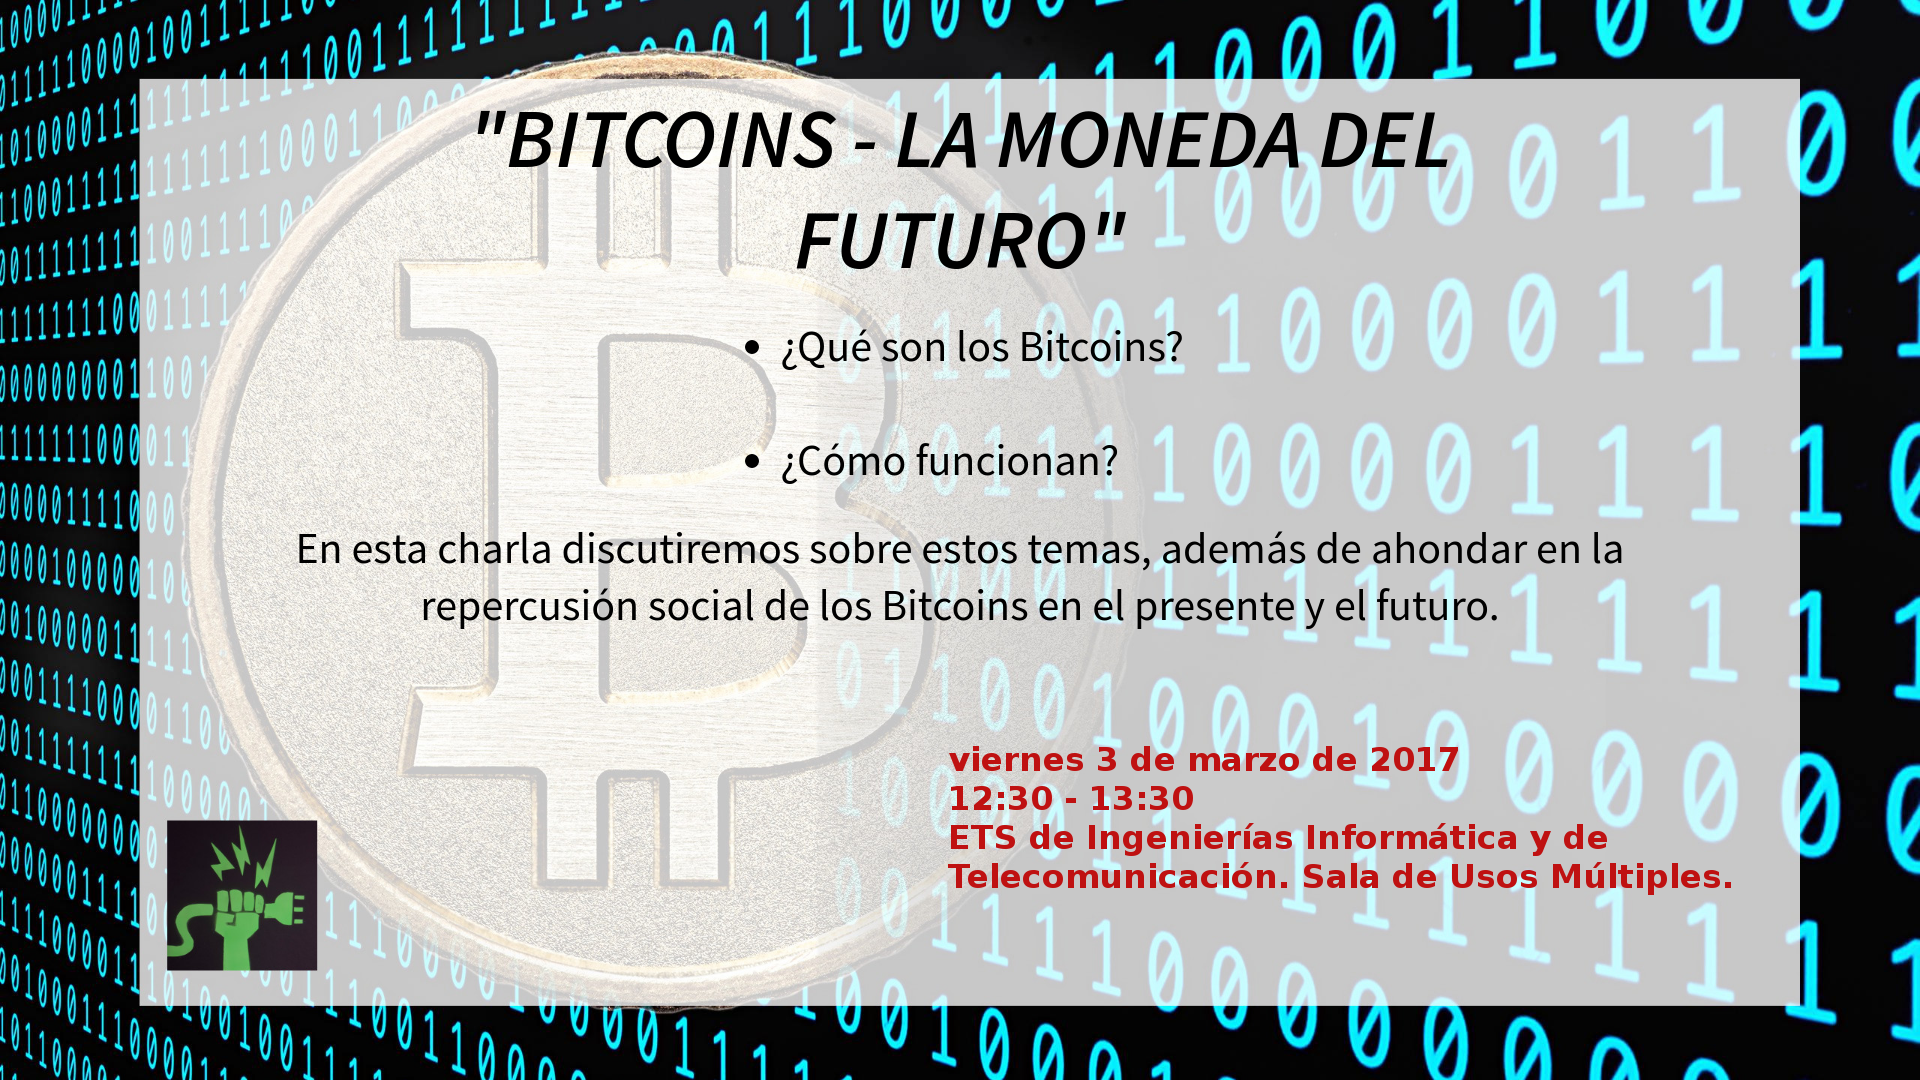 "BITCOINS - LA MONEDA DEL
FUTURO"
• ¿Qué son los Bitcoins?
• ¿Cómo funcionan?
En esta charla discutiremos sobre estos temas, además de ahondar en la
repercusión social de los Bitcoins en el presente y el futuro.
viernes 3 de marzo de 2017
12:30 - 13:30
ETS de Ingenierías Informática y de
Telecomunicación. Sala de Usos Múltiples.